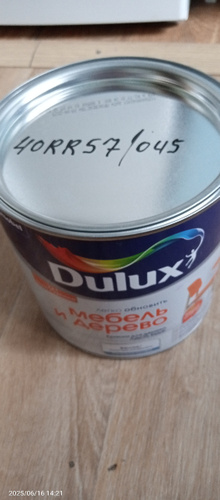 40RR57/045
Dulux
легко обновить
мебель
и дерево
2025/06/16 14:21